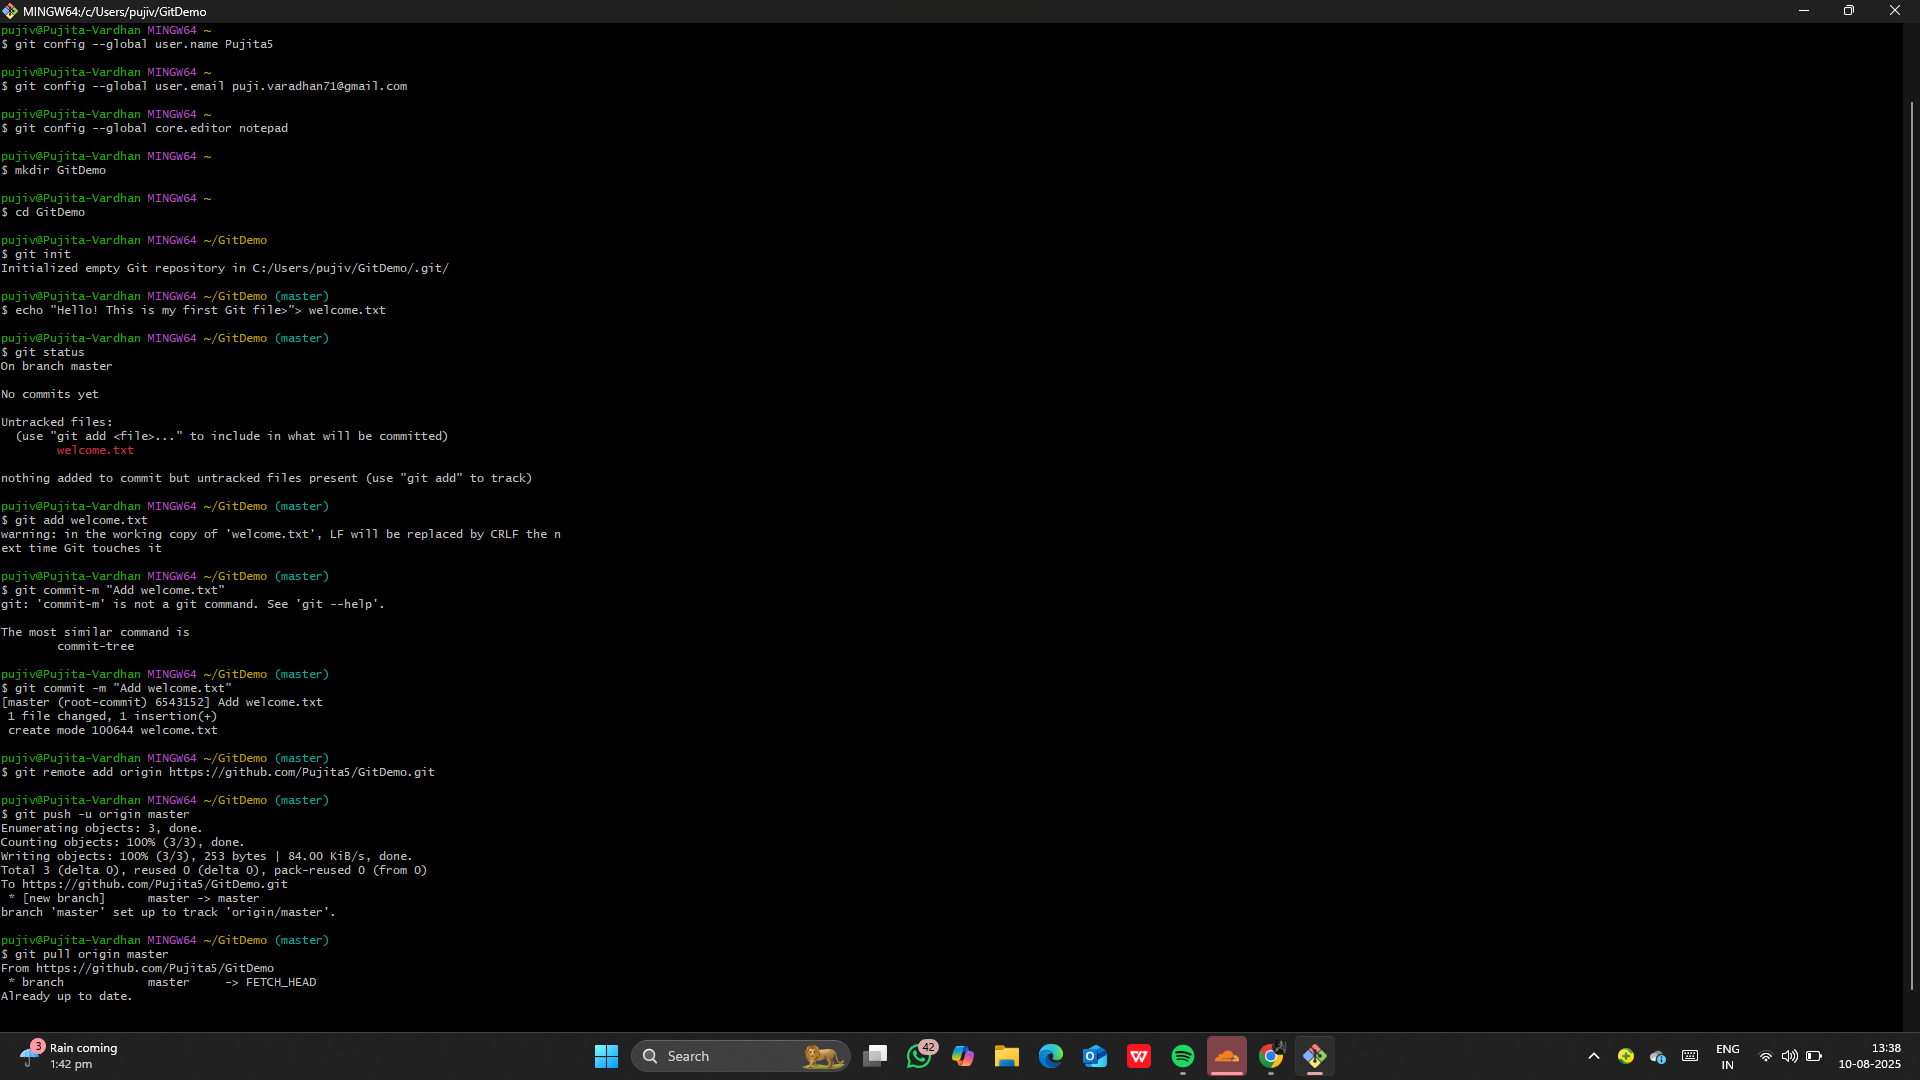 MINGW64:/c/Users/pujiv/GitDemo
pujiv@Pujita-Vardhan MINGW64 ~
$ git config --global user.name Pujita5
pujiv@Pujita-Vardhan MINGW64 ~
$ git config --global user.email puji.varadhan71@gmail.com
pujiv@Pujita-Vardhan MINGW64 ~
$ git config --global core.editor notepad
pujiv@Pujita-Vardhan MINGW64 ~
$ mkdir GitDemo
pujiv@Pujita-Vardhan MINGW64 ~
$ cd GitDemo
pujiv@Pujita-Vardhan MINGW64 ~/GitDemo
$ git init
Initialized empty Git repository in C:/Users/pujiv/GitDemo/.git/
pujiv@Pujita-Vardhan MINGW64 ~/GitDemo (master)
$ echo "Hello! This is my first Git file>"> welcome.txt
pujiv@Pujita-Vardhan MINGW64 ~/GitDemo (master)
$ git status
On branch master
No commits yet
Untracked files:
(use "git add <file>..." to include in what will be committed)
welcome.txt
nothing added to commit but untracked files present (use "git add" to track)
pujiv@Pujita-Vardhan MINGW64 ~/GitDemo (master)
$ git add welcome.txt
warning: in the working copy of 'welcome.txt', LF will be replaced by CRLF the n
ext time Git touches it
pujiv@Pujita-Vardhan MINGW64 ~/GitDemo (master)
$ git commit-m "Add welcome.txt"
git: 'commit-m' is not a git command. See 'git --help'.
The most similar command is
commit-tree
pujiv@Pujita-Vardhan MINGW64 ~/GitDemo (master)
$ git commit -m "Add welcome.txt"
[master (root-commit) 6543152] Add welcome.txt
1 file changed, 1 insertion(+)
create mode 100644 welcome.txt
pujiv@Pujita-Vardhan MINGW64 ~/GitDemo (master)
$ git remote add origin https://github.com/Pujita5/GitDemo.git
pujiv@Pujita-Vardhan MINGW64 ~/GitDemo (master)
$ git push -u origin master
Enumerating objects: 3, done.
Counting objects: 100% (3/3), done.
Writing objects: 100% (3/3), 253 bytes | 84.00 KiB/s, done.
Total 3 (delta 0), reused 0 (delta 0), pack-reused 0 (from 0)
To https://github.com/Pujita5/GitDemo.git
* [new branch] master -> master
branch 'master' set up to track 'origin/master'.
pujiv@Pujita-Vardhan MINGW64 ~/GitDemo (master)
$ git pull origin master
From https://github.com/Pujita5/GitDemo
* branch master -> FETCH_HEAD
Already up to date.
3
Rain coming
1:42 pm
Search
42
ENG
IN
13:38
10-08-2025